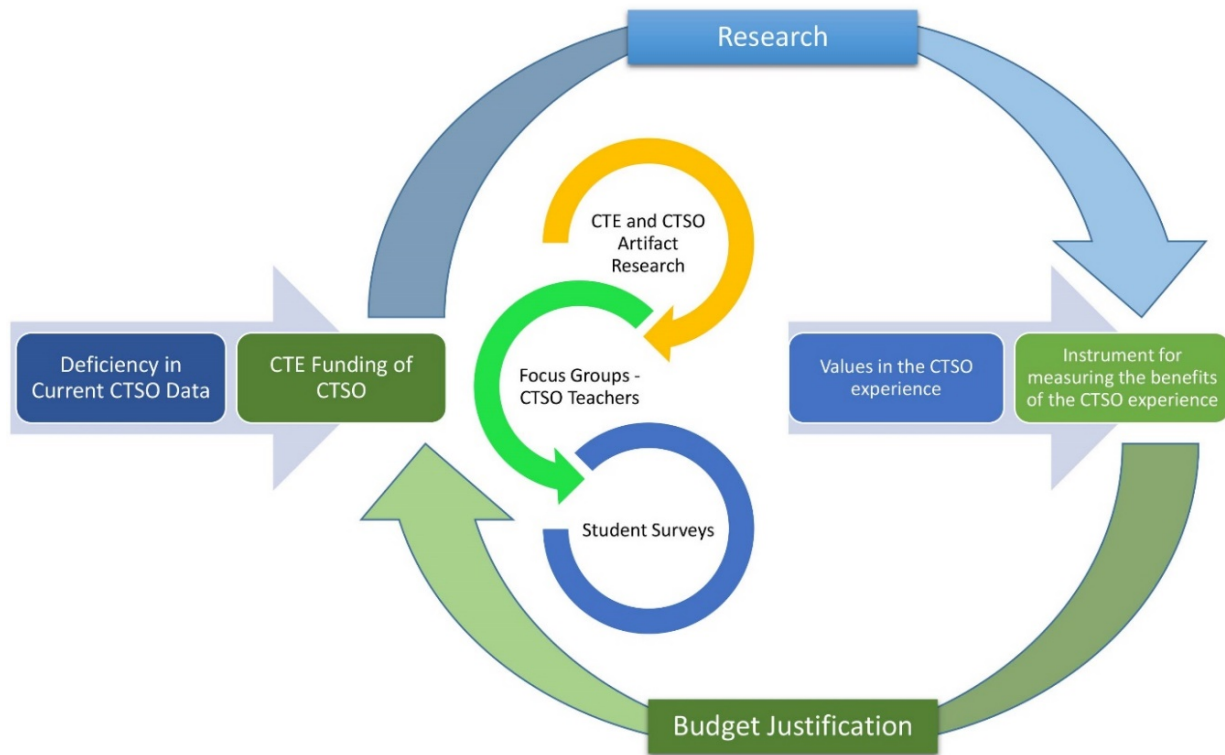 Research
CTE and CTSO
Artifact
Research
Deficiency in
Current CTSO Data
CTE Funding of
CTSO
Focus Groups -
CTSO Teachers
Values in the CTSO
experience
Instrument for
measuring the benefits
of the CTSO experience
Student Surveys
Budget Justification